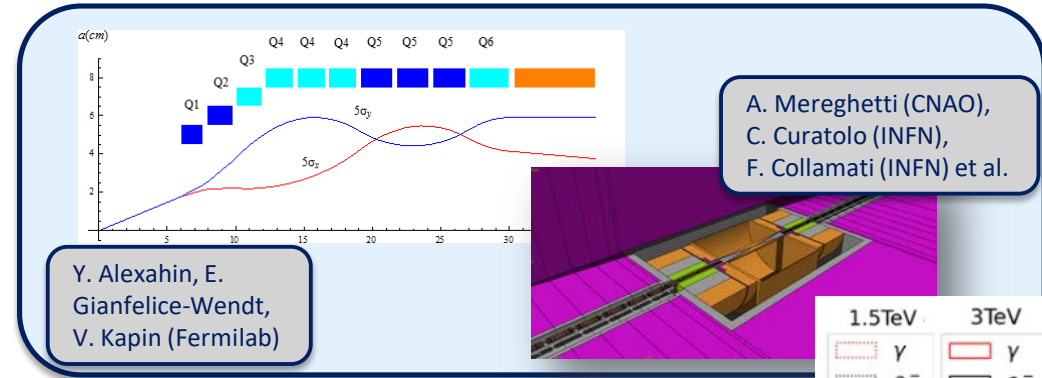 a(cm)
Q4 Q4 Q4 Q5 Q5 Q5 Q6
Q3
Q2
Q1
8
6
4
2
5σy
5σx
5 10 15 20 25 30
A. Mereghetti (CNAO),
C. Curatolo (INFN),
F. Collamati (INFN) et al.
Y. Alexahin, E.
Gianfelice-Wendt,
V. Kapin (Fermilab)
1.5TeV 3TeV
γ γ